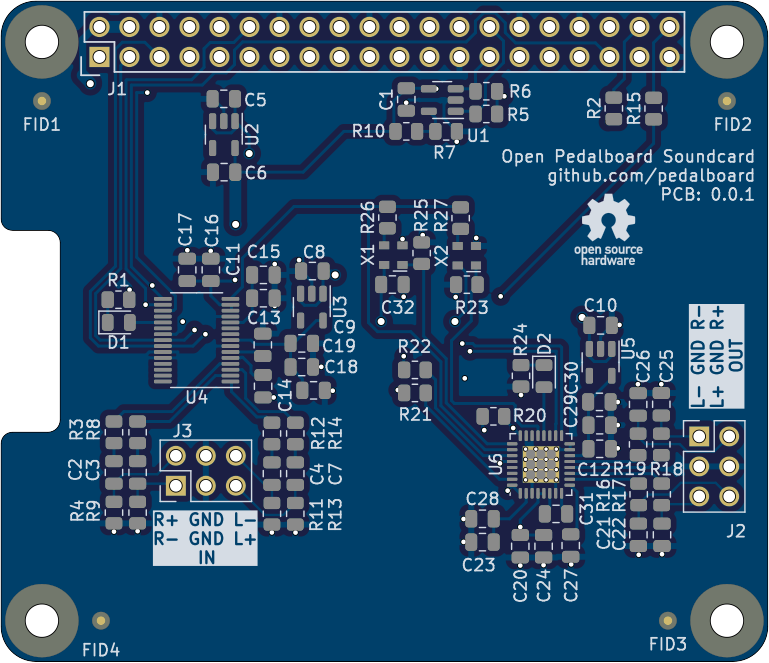 J1
FID1
C5
U2
C6
C1
R6
R5
R10
U1
R7
R2
R15
FID2
Open Pedalboard Soundcard
github.com/pedalboard
PCB: 0.0.1
open source
hardware
C17
C16
C11
C15
C13
C8
U3
C9
C19
C18
C14
R1
D1
U4
R26
R25
R27
X1
X2
C32
R23
C10
U5
R24
D2
C30
C29
C26
C25
R22
R21
R20
L- GND R-
L+ GND R+
OUT
R3
R8
C2
C3
R4
R9
J3
R12
R14
C4
C7
R11
R13
R+ GND L-
R- GND L+
IN
U6
C12
R19
R18
C28
C23
C31
C21
R16
C22
R17
C20
C24
C27
J2
FID4
FID3